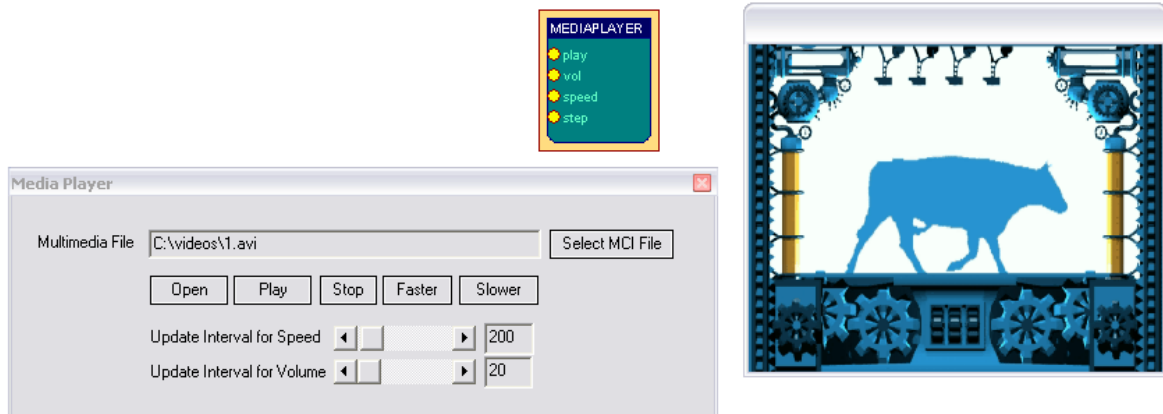 MEDIAPLAYER
play
vol
speed
step
Media Player
Multimedia File C:\videos\1.avi Select MCI File
Open Play Stop Faster Slower
Update Interval for Speed 200
Update Interval for Volume 20